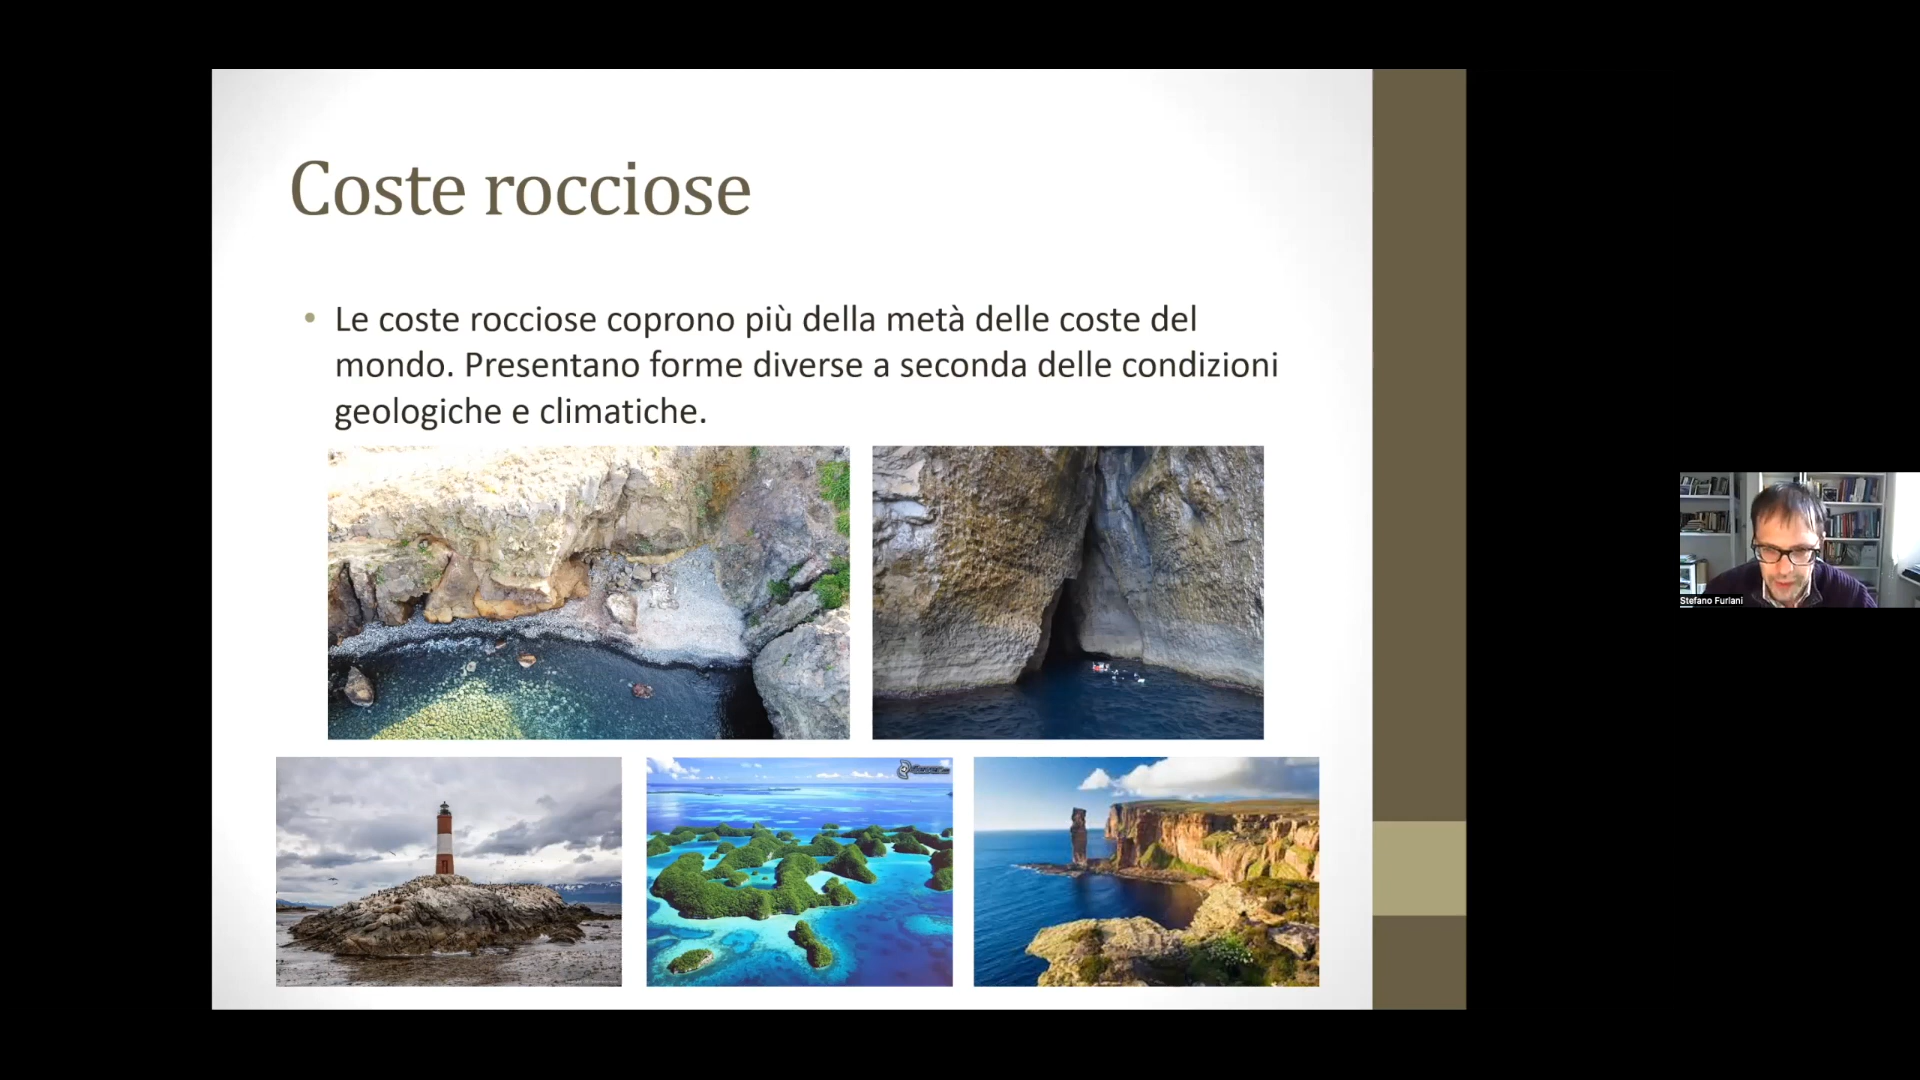 Coste rocciose
• Le coste rocciose coprono più della metà delle coste del
mondo. Presentano forme diverse a seconda delle condizioni
geologiche e climatiche.
Stefano Furlani